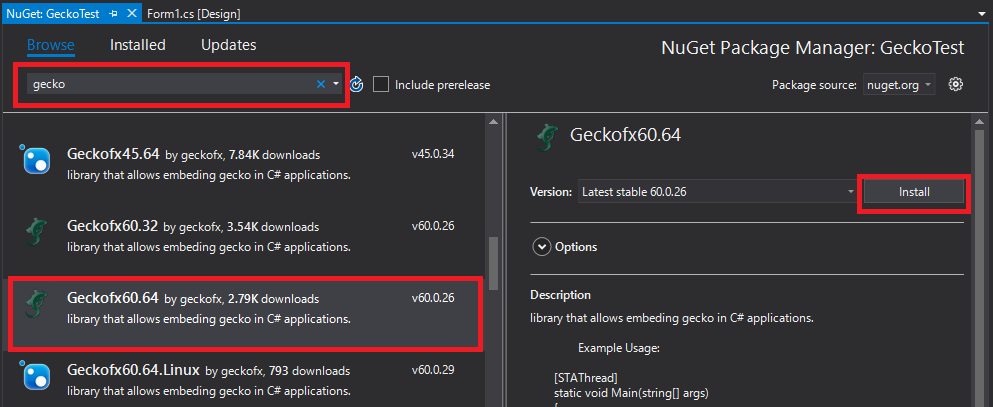 NuGet: GeckoTest
Form1.cs [Design]
Browse Installed Updates
NuGet Package Manager: GeckoTest
gecko
Include prerelease
Package source: nuget.org
Geckofx45.64 by geckofx, 7.84K downloads v45.0.34
library that allows embeding gecko in C# applications.
Geckofx60.32 by geckofx, 3.54K downloads v60.0.26
library that allows embeding gecko in C# applications.
Geckofx60.64 by geckofx, 2.79K downloads v60.0.26
library that allows embeding gecko in C# applications.
Geckofx60.64.Linux by geckofx, 793 downloads v60.0.29
library that allows embeding gecko in C# applications.
Geckofx60.64
Version: Latest stable 60.0.26 Install
Options
Description
library that allows embeding gecko in C# applications.
Example Usage:
[STAThread]
static void Main(string[] args)
{